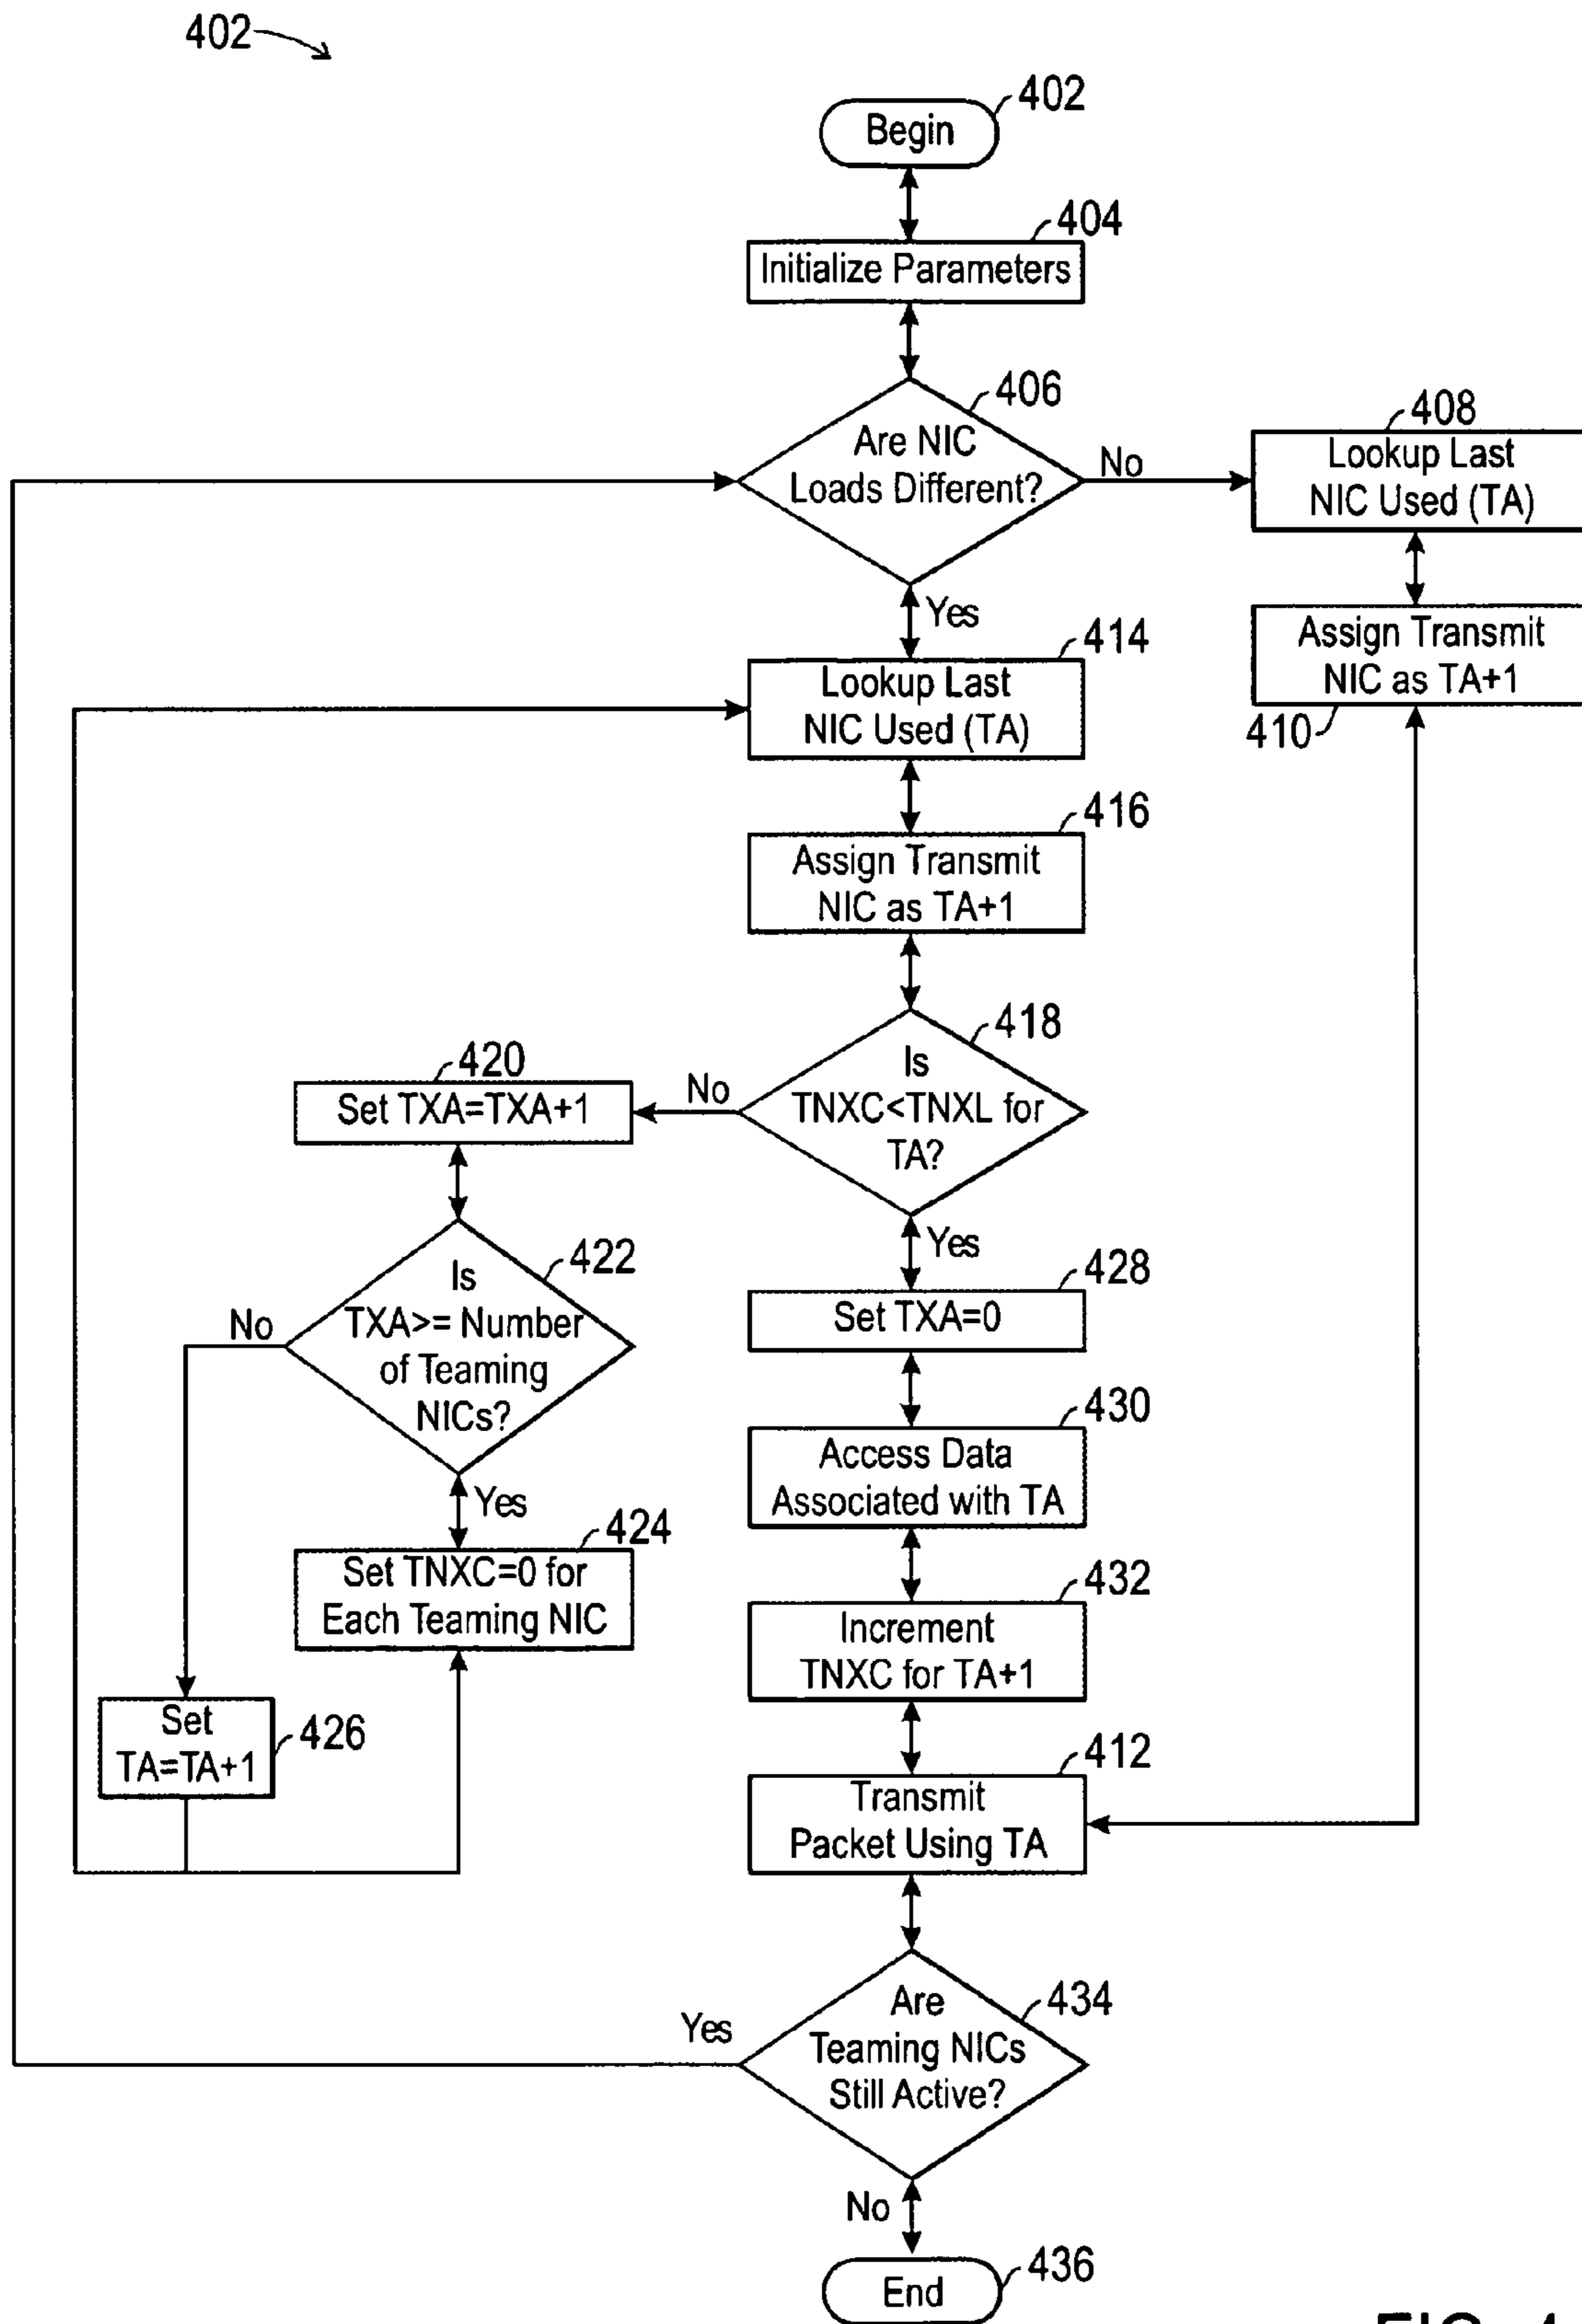 402
Begin
402
Initialize Parameters
404
Are NIC
Loads Different?
406
No
Lookup Last
NIC Used (TA)
408
Assign Transmit
NIC as TA+1
410
Yes
Lookup Last
NIC Used (TA)
414
Assign Transmit
NIC as TA+1
416
Is
TNXC<TNXL for
TA?
418
No
Set TXA=TXA+1
420
Is
TXA>= Number
of Teaming
NICs?
422
No
Yes
Set TNXC=0 for
Each Teaming NIC
424
Set
TA=TA+1
426
Yes
Set TXA=0
428
Access Data
Associated with TA
430
Increment
TNXC for TA+1
432
Transmit
Packet Using TA
412
Are
Teaming NICs
Still Active?
434
Yes
No
End
436